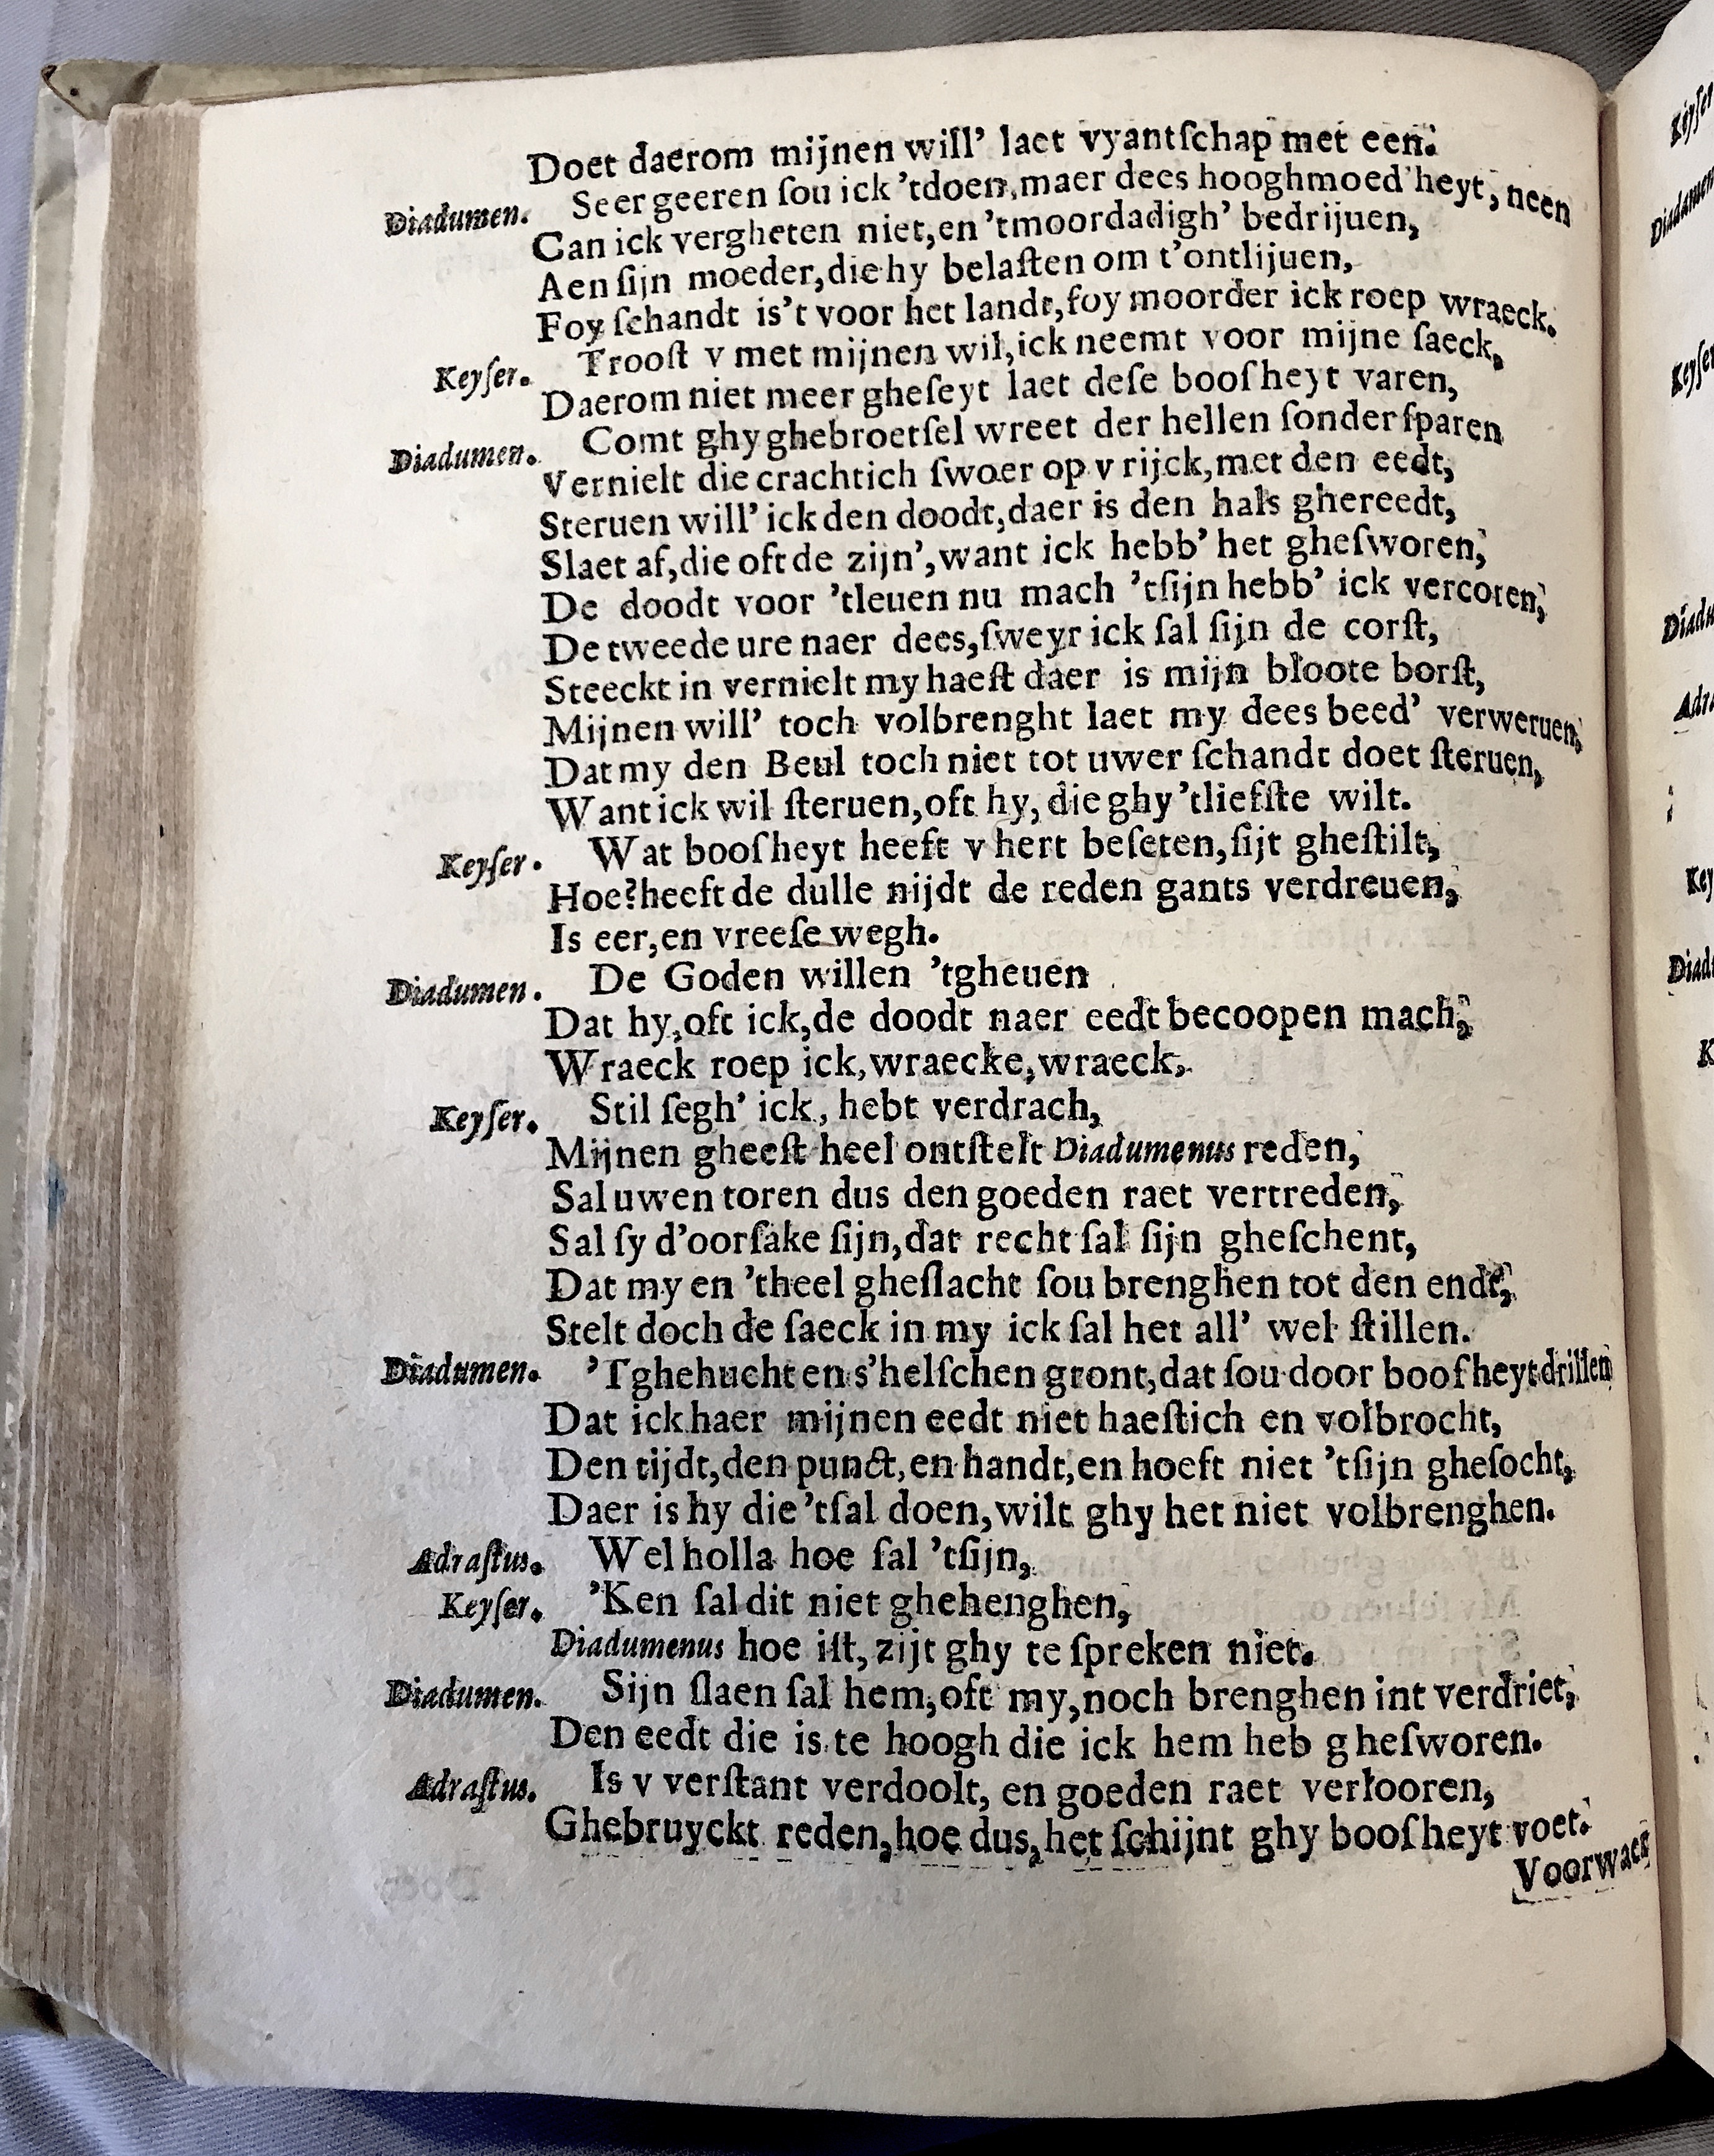 Doet daerom mijnen will’ laet vyantſchap met een.
Diadumen. Seer geeren ſou ick ’tdoen, maer dees hooghmoed’heyt, neen
Can ick vergheten niet, en ’tmoordadigh’ bedrijuen,
Aen ſijn moeder, die hy belaſten om t’ontlijuen,
Foy ſchandt is’t voor het landt, foy moorder ick roep wraeck.
Keyſer. Trooſt v met mijnen wil, ick neemt voor mijne ſaeck,
Daerom niet meer gheſeyt laet deſe boosheyt varen,
Diadumen. Comt ghy ghebroetſel wreet der hellen ſonder ſparen
Vernielt die crachtich ſwoer op v rijck, met den eedt,
Steruen will’ ick den doodt, daer is den hals ghereedt,
Slaet af, die oft de zijn’, want ick hebb’ het gheſworen,
De doodt voor ’tleuen nu mach ’tſijn hebb’ ick vercoren,
De tweede ure naer dees, ſweyr ick ſal ſijn de corſt,
Steeckt in vernielt my haeſt daer is mijn bloote borſt,
Mijnen will’ toch volbrenght laet my dees beed’ verweruen,
Dat my den Beul toch niet tot uwer ſchandt doet ſteruen,
Want ick wil ſteruen, oft hy, die ghy ’tliefſte wilt.
Keyſer. Wat booſheyt heeft v hert beſeten, ſijt gheſtilt,
Hoe? heeft de dulle nijdt de reden gants verdreuen,
Is eer, en vreeſe wegh.
Diadumen. De Goden willen ’tgheuen
Dat hy, oft ick, de doodt naer eedt becoopen mach,
Wraeck roep ick, wraecke, wraeck,
Keyſer. Stil ſegh’ ick, hebt verdrach,
Mijnen gheeſt heel ontſtelt Diadumenus reden,
Sal uwen toren dus den goeden raet vertreden,
Sal ſy d’oorſake ſijn, dat recht ſal ſijn gheſchent,
Dat my en ’theel gheſlacht ſou brenghen tot den endt,
Stelt doch de ſaeck in my ick ſal het all’ wel ſtillen.
Diadumen. ’Tghehucht en s’helſchen gront, dat ſou door booſheyt drillen
Dat ick haer mijnen eedt niet haeſtich en volbrocht,
Den tijdt, den punct, en handt, en hoeft niet ’tſijn gheſocht,
Daer is hy die ’tſal doen, wilt ghy het niet volbrenghen.
Adraſtus. Wel holla hoe ſal ’tſijn,
Keyſer. ’Ken ſal dit niet ghehenghen,
Diadumenus hoe iſt, zijt ghy te ſpreken niet.
Diadumen. Sijn ſlaen ſal hem, oft my, noch brenghen int verdriet,
Den eedt die is te hoogh die ick hem heb gheſworen.
Adraſtus. Is v verſtant verdoolt, en goeden raet verlooren,
Ghebruyckt reden, hoe dus, het ſchijnt ghy booſheyt voet.
Voorwaer